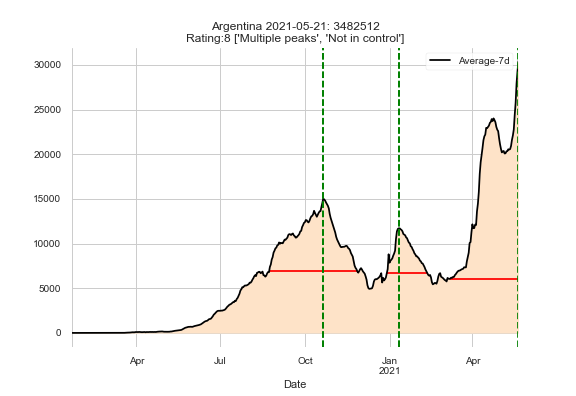 Argentina 2021-05-21: 3482512
Rating:8 ['Multiple peaks', 'Not in control']
Average-7d
30000
25000
20000
15000
10000
5000
0
Apr
Jul
Oct
Jan
2021
Apr
Date